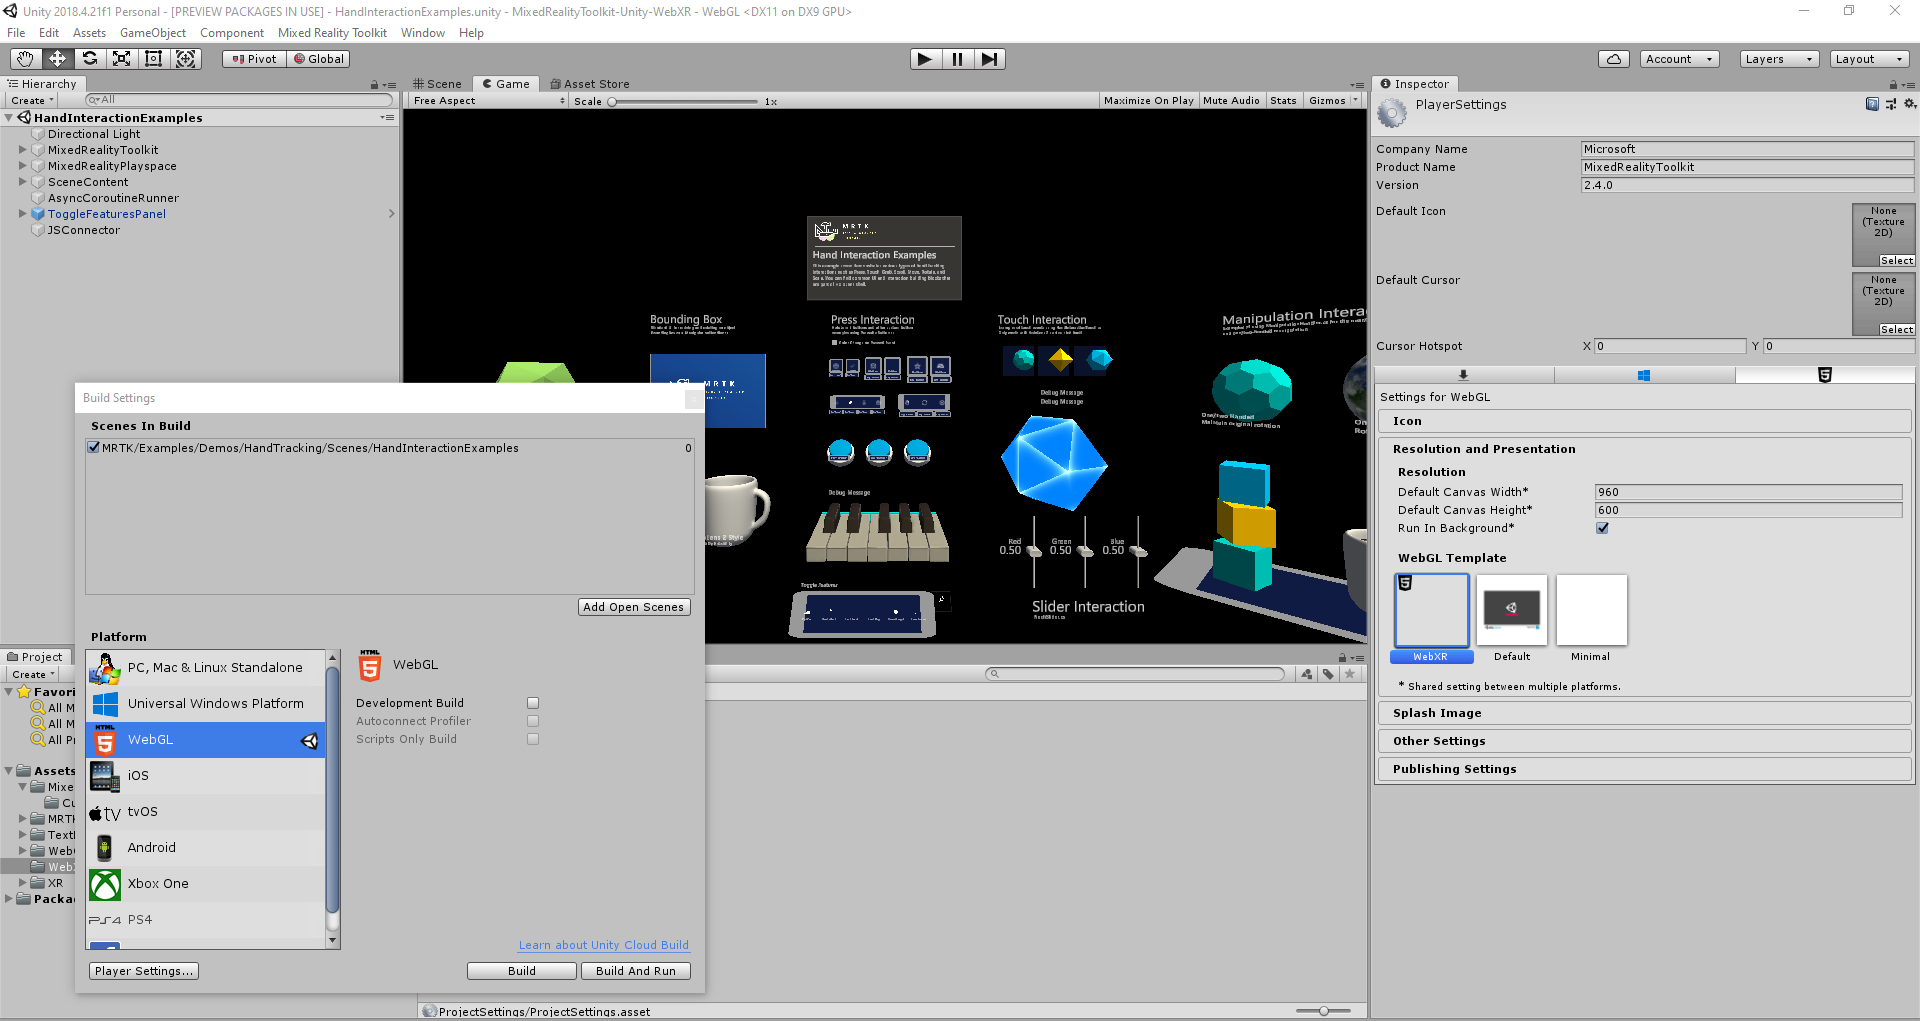 Unity 2018.4.21f1 Personal - [PREVIEW PACKAGES IN USE] - HandInteractionExamples.unity - MixedRealityToolkit-Unity-WebXR - WebGL <DX11 on DX9 GPU>
File Edit Assets GameObject Component Mixed Reality Toolkit Window Help
Pivot Global Account Layers Layout
Hierarchy
Create All
HandInteractionExamples
Directional Light
MixedRealityToolkit
MixedRealityPlayspace
SceneContent
AsyncCoroutineRunner
ToggleFeaturesPanel
JSConnector
Scene Game Asset Store
Free Aspect Scale 1x Maximize On Play Mute Audio Stats Gizmos
MRTK
Hand Interaction Examples
Bounding Box
Press Interaction
Touch Interaction
Manipulation Interac
MRTK
Debug Message
Debug Message
Debug Message
Red Green Blue
0.50 0.50 0.50
Slider Interaction
Toggle Features
Build Settings
Scenes In Build
MRTK/Examples/Demos/HandTracking/Scenes/HandInteractionExamples 0
Add Open Scenes
Platform
PC, Mac & Linux Standalone
Universal Windows Platform
WebGL
iOS
tv tvOS
Android
Xbox One
PS4
HTML 5 WebGL
Development Build
Autoconnect Profiler
Scripts Only Build
Learn about Unity Cloud Build
Player Settings...
Build
Build And Run
Project
Create
Favori
All M
All M
All Pr
Assets
Mixe
Cu
MRTK
Text
Web
Web
XR
Packa
ProjectSettings/ProjectSettings.asset
Inspector
PlayerSettings
Company Name Microsoft
Product Name MixedRealityToolkit
Version 2.4.0
Default Icon
None
(Texture
2D)
Select
Default Cursor
None
(Texture
2D)
Select
Cursor Hotspot X 0 Y 0
Settings for WebGL
Icon
Resolution and Presentation
Resolution
Default Canvas Width* 960
Default Canvas Height* 600
Run In Background*
WebGL Template
WebXR Default Minimal
* Shared setting between multiple platforms.
Splash Image
Other Settings
Publishing Settings